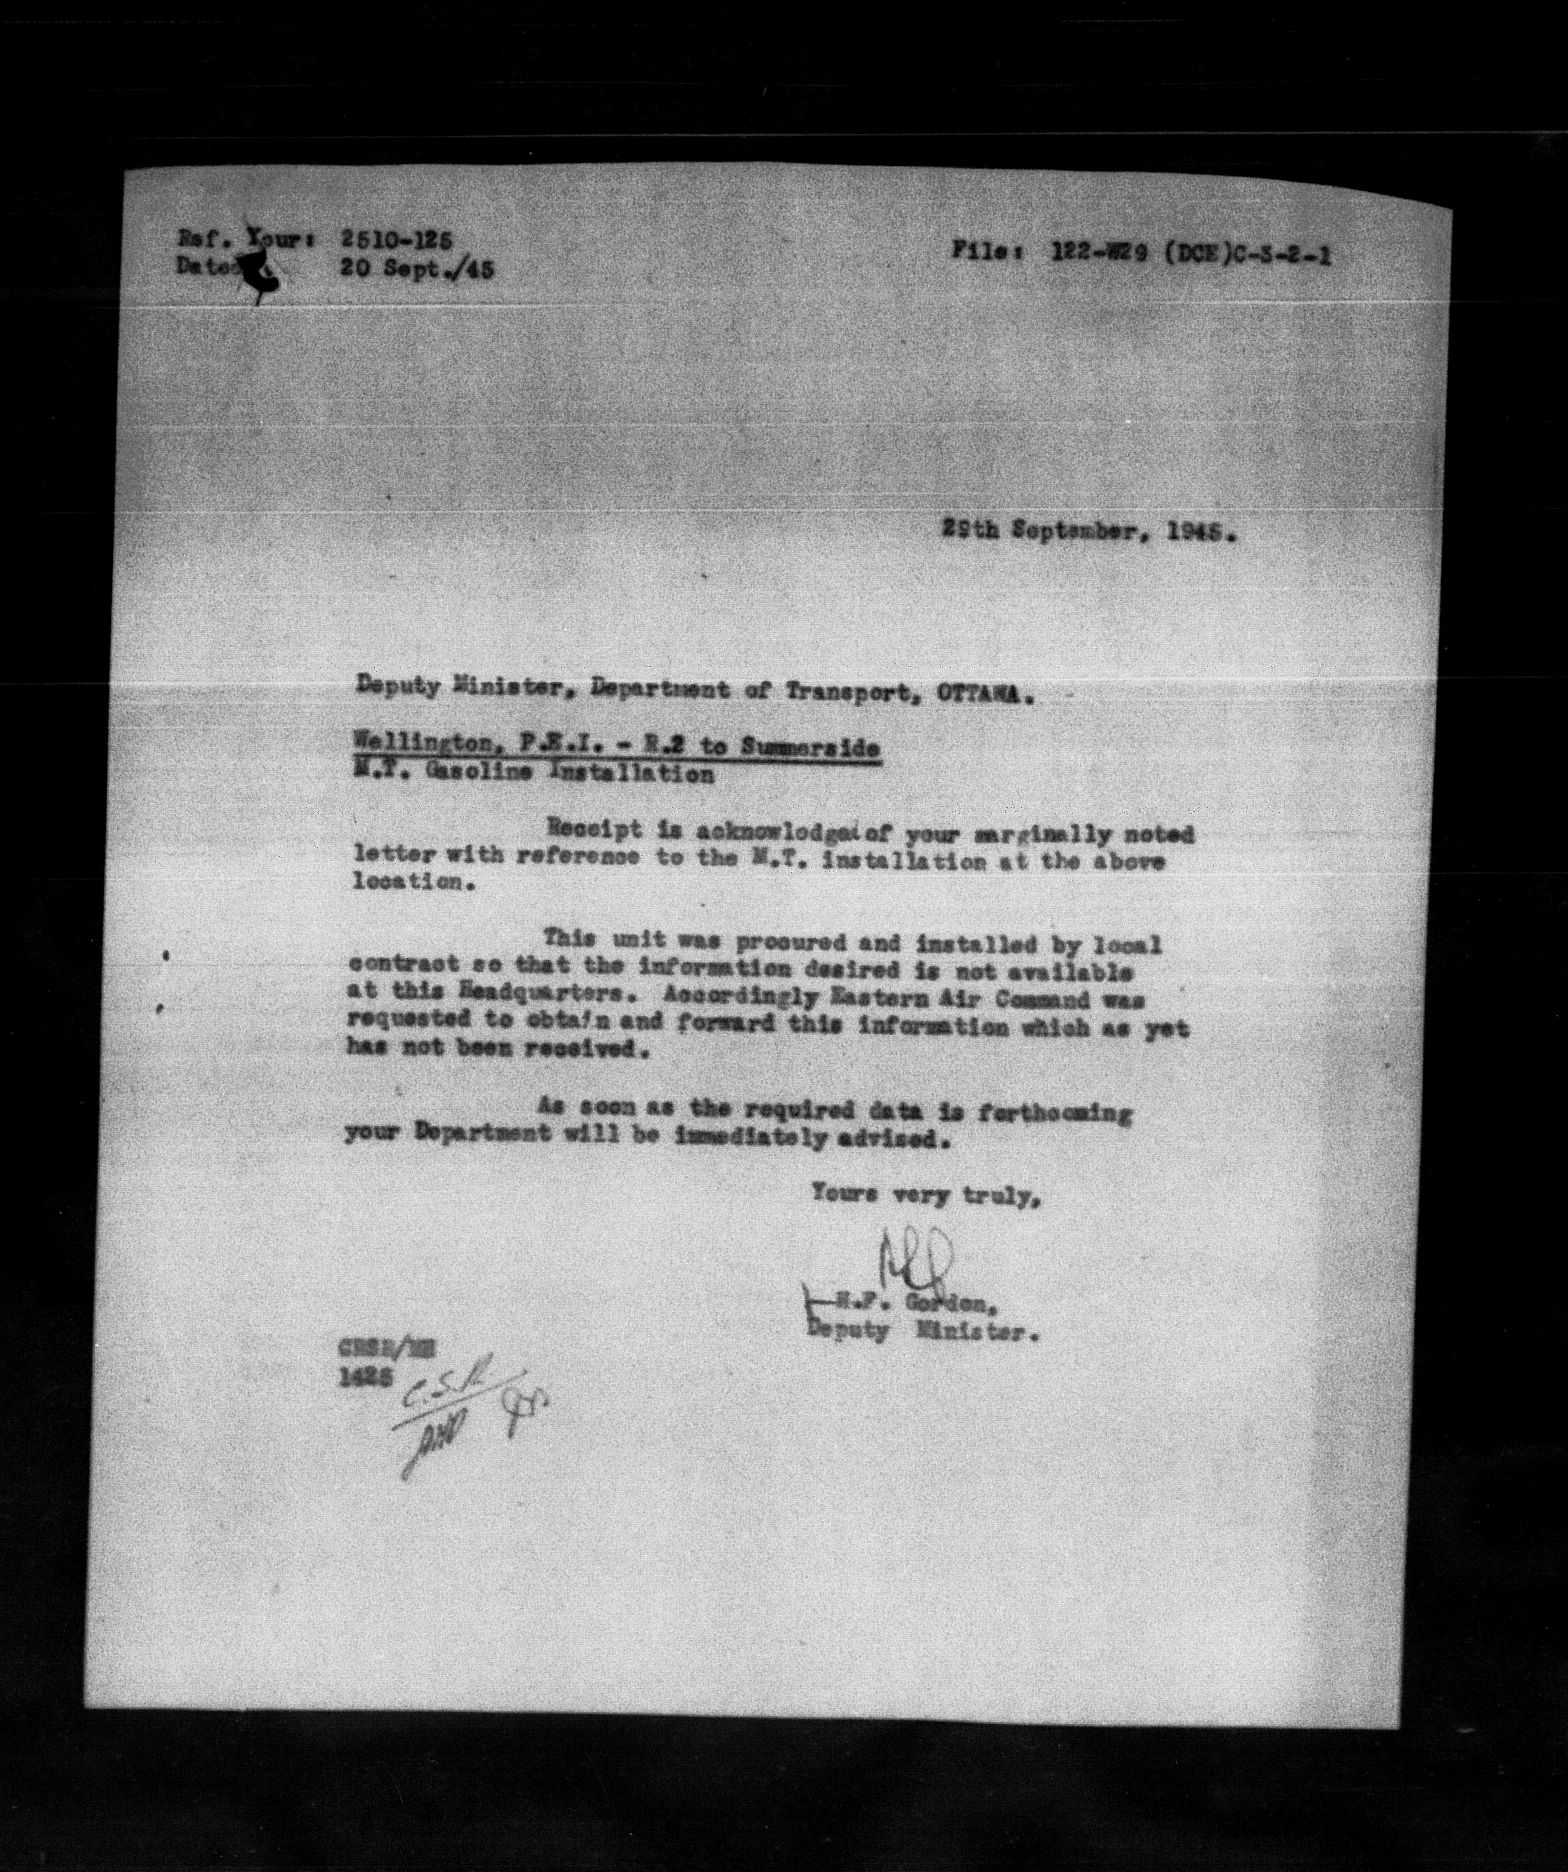 Ref. Your: 2510-125
Dated: 20 Sept./45
File: 122-W29 (DCE)C-3-2-1
29th September, 1945.
Deputy Minister, Department of Transport, OTTAWA.
Wellington, P.E.I. - R.2 to Summerside
M.T. Gasoline Installation
Receipt is acknowledged of your marginally noted
letter with reference to the M.T. installation at the above
location.
This unit was procured and installed by local
contract so that the information desired is not available
at this Headquarters. Accordingly Eastern Air Command was
requested to obtain and forward this information which as yet
has not been received.
As soon as the required data is forthcoming
your Department will be immediately advised.
Yours very truly,
H.F. Gordon,
Deputy Minister.
1425
C.S.R